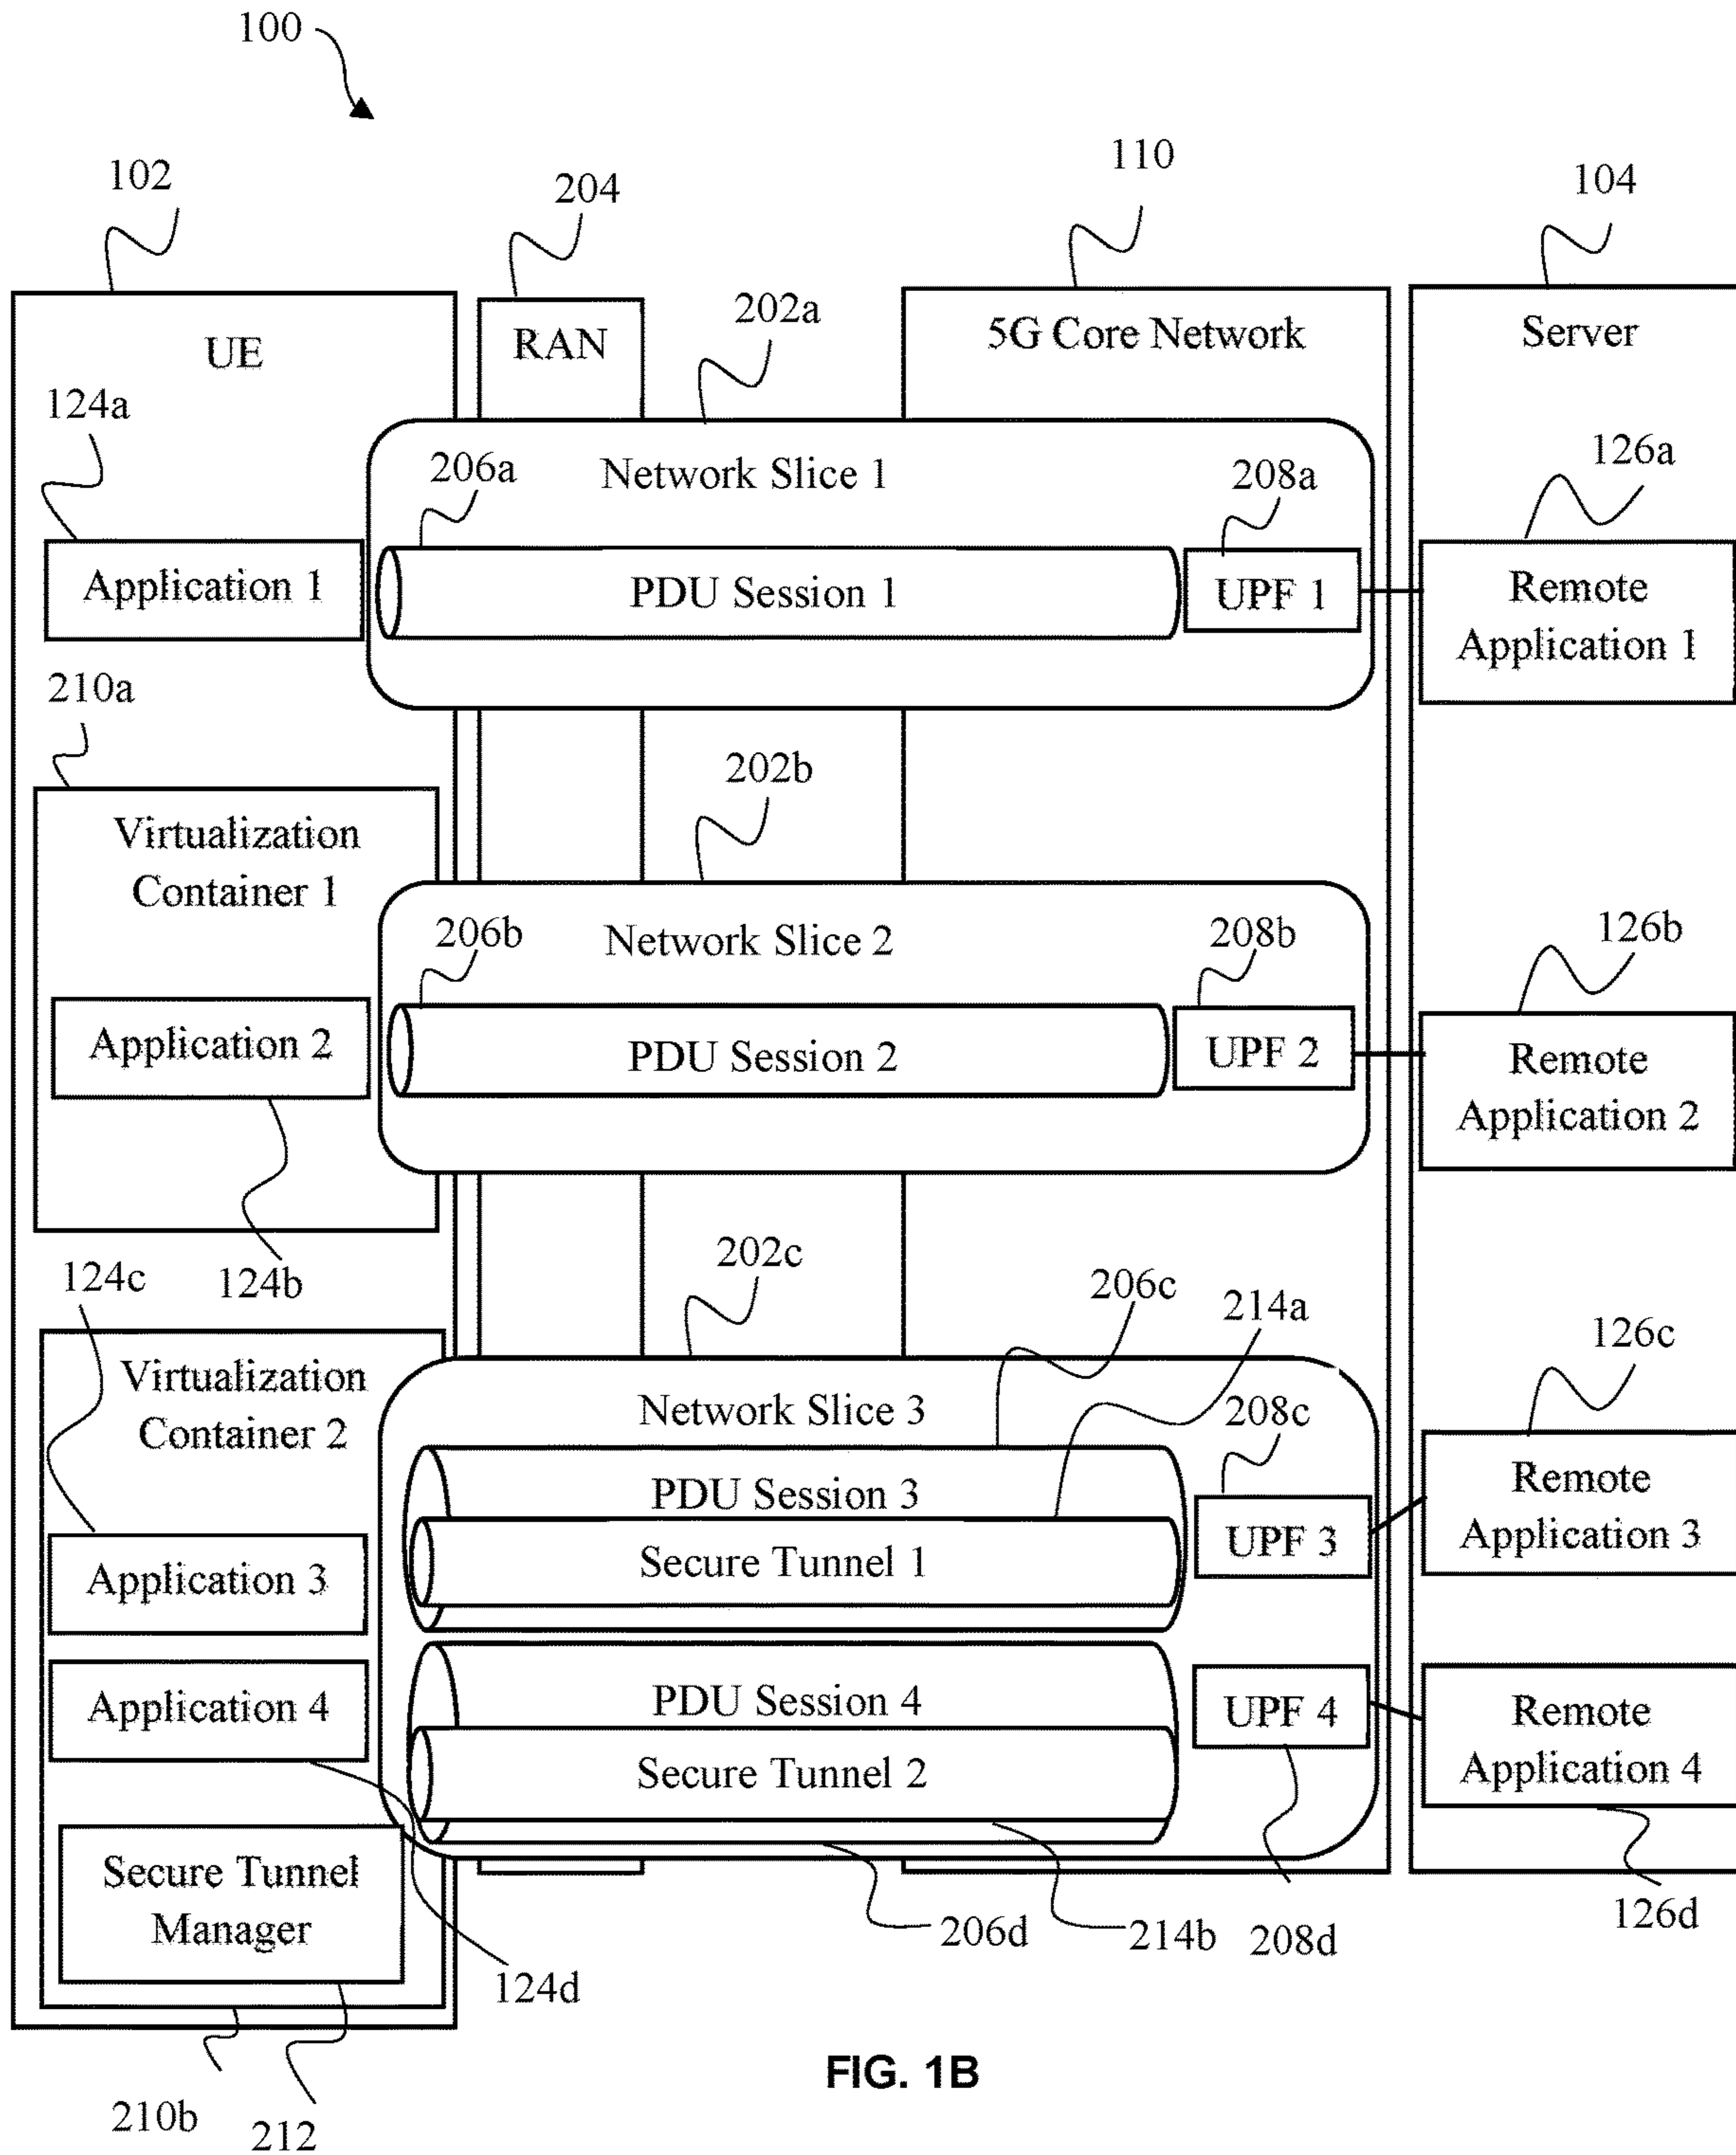 100
102
204
110
104
UE
RAN
202a
5G Core Network
Server
124a
206a
Network Slice 1
208a
126a
Application 1
PDU Session 1
UPF 1
Remote
Application 1
210a
202b
Virtualization
Container 1
206b
Network Slice 2
208b
126b
Application 2
PDU Session 2
UPF 2
Remote
Application 2
124c
124b
202c
206c
214a
126c
Virtualization
Container 2
Network Slice 3
208c
PDU Session 3
Remote
Application 3
UPF 3
Secure Tunnel 1
Application 3
Application 4
PDU Session 4
UPF 4
Remote
Application 4
Secure Tunnel 2
Secure Tunnel
Manager
124d
206d
214b
208d
126d
210b
212
FIG. 1B